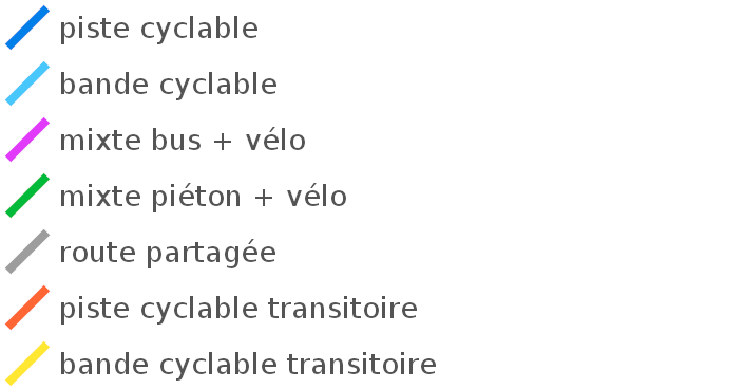 piste cyclable
bande cyclable
mixte bus + vélo
mixte piéton + vélo
route partagée
piste cyclable transitoire
bande cyclable transitoire